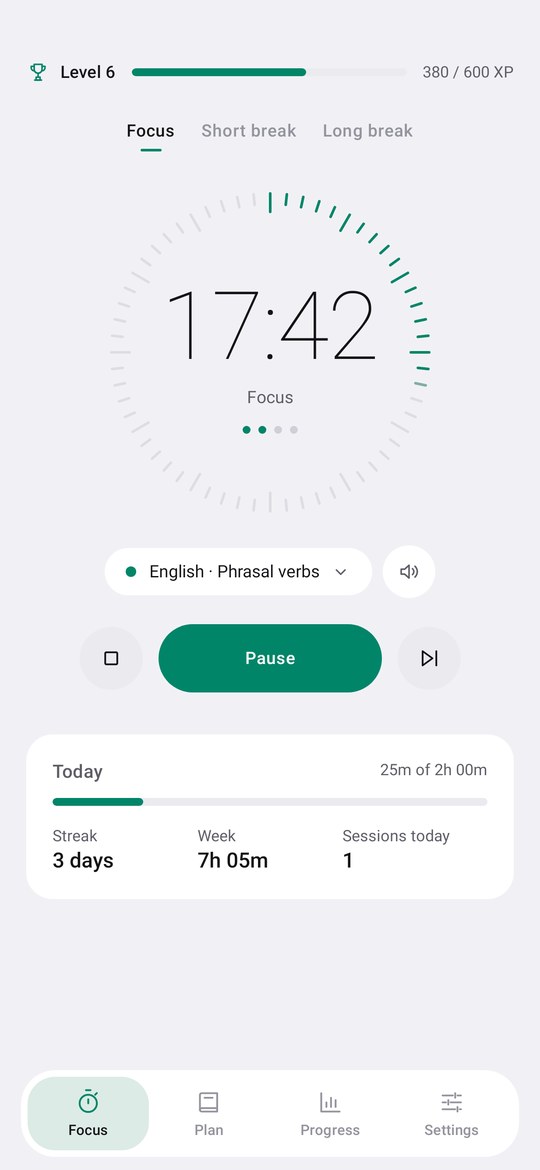 Level 6
380 / 600 XP
Focus
Short break
Long break
17:42
Focus
English · Phrasal verbs
Pause
Today
25m of 2h 00m
Streak
Week
Sessions today
3 days
7h 05m
1
Focus
Plan
Progress
Settings